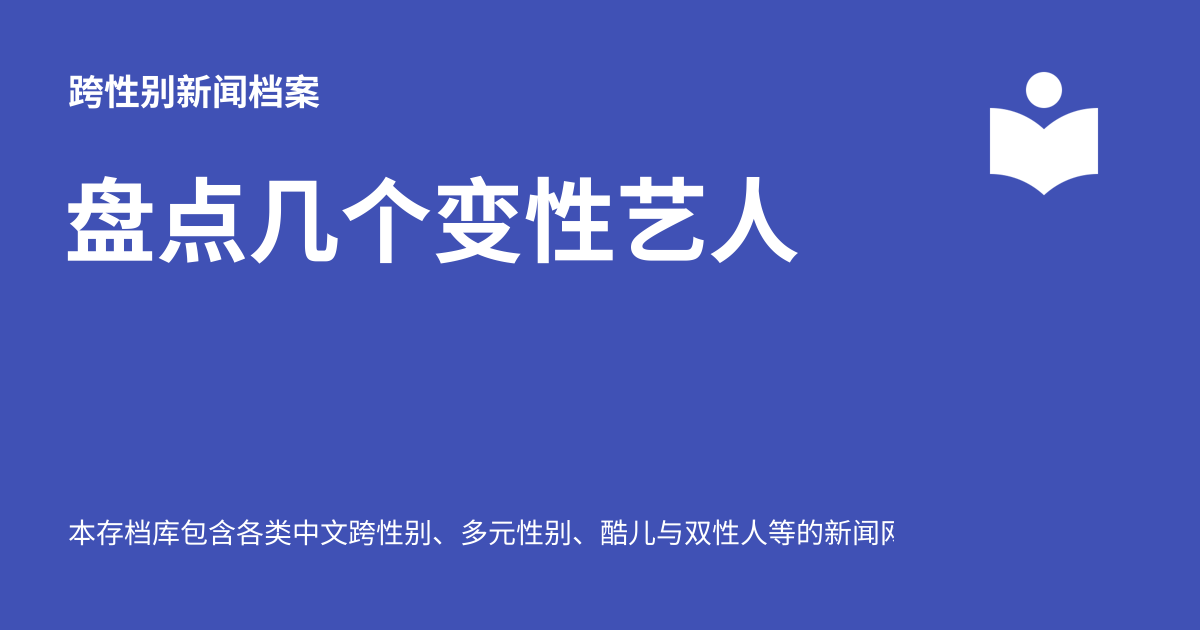 跨性别新闻档案
盘点几个变性艺人
本存档库包含各类中文跨性别、多元性别、酷儿与双性人等的新闻